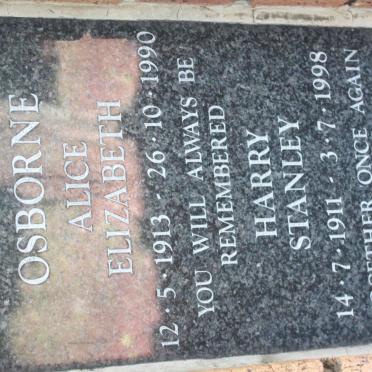 OSBORNE
ALICE
ELIZABETH
12 · 5 · 1913 - 26 · 10 · 1990
YOU WILL ALWAYS BE
REMEMBERED
HARRY
STANLEY
14 · 7 · 1911 - 3 · 7 · 1998
TOGETHER ONCE AGAIN